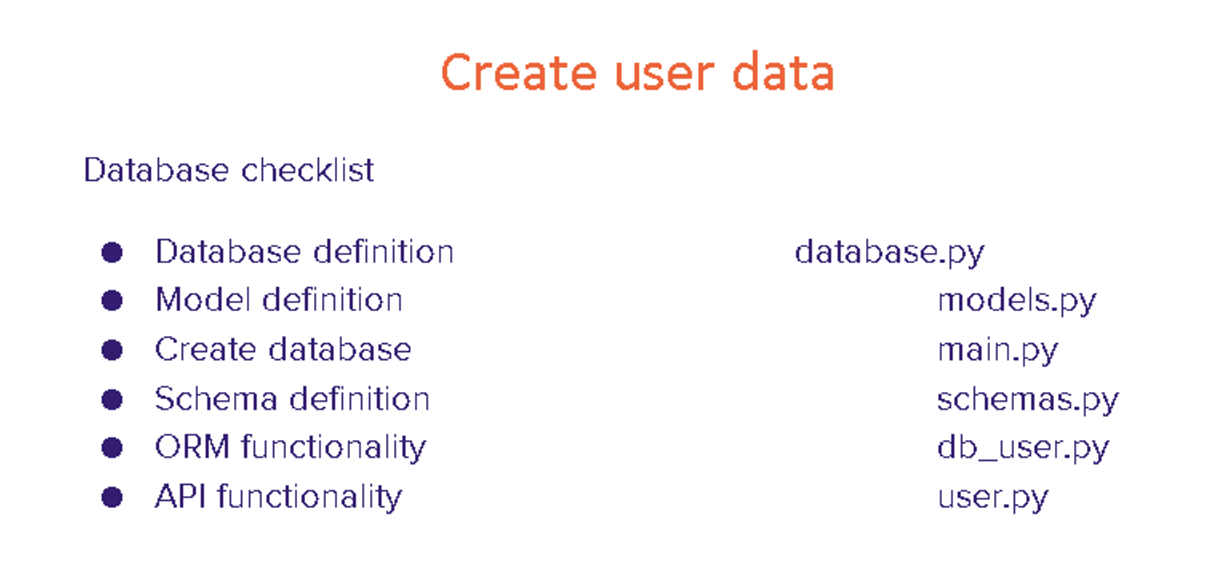 Create user data
Database checklist
● Database definition database.py
● Model definition models.py
● Create database main.py
● Schema definition schemas.py
● ORM functionality db_user.py
● API functionality user.py